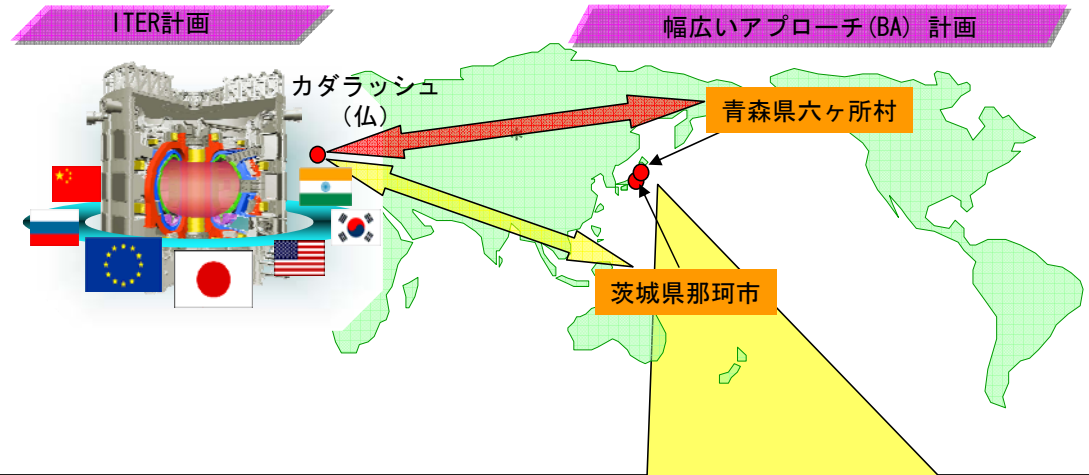 ITER計画
幅広いアプローチ(BA) 計画
カダラッシュ
(仏)
青森県六ヶ所村
茨城県那珂市